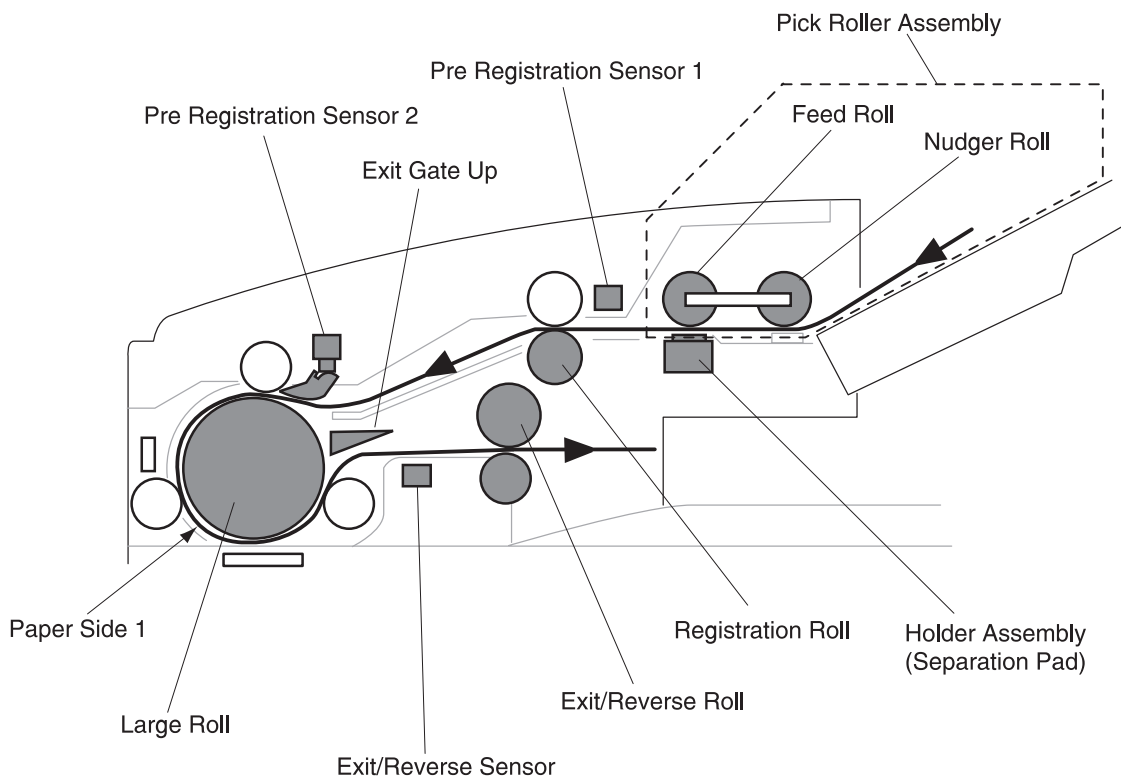 Pick Roller Assembly
Pre Registration Sensor 1
Feed Roll
Pre Registration Sensor 2
Nudger Roll
Exit Gate Up
Paper Side 1
Registration Roll
Holder Assembly
(Separation Pad)
Exit/Reverse Roll
Large Roll
Exit/Reverse Sensor